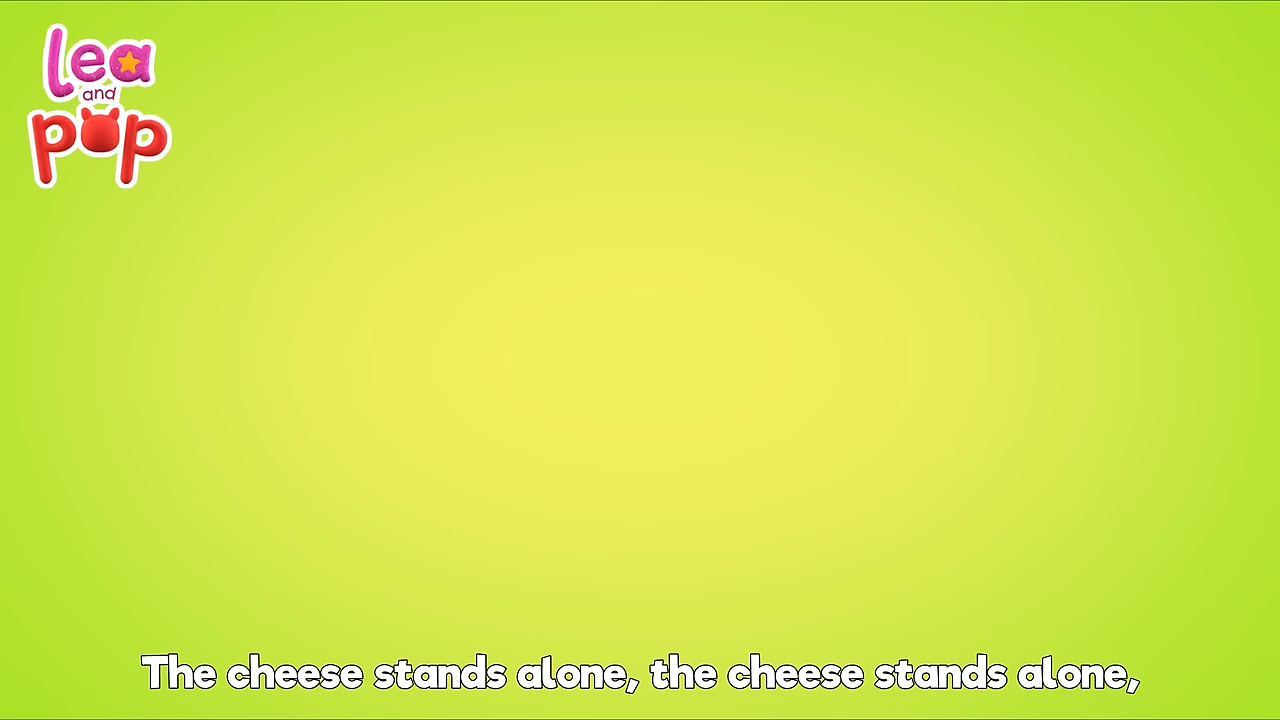 lea
and
pop
The cheese stands alone, the cheese stands alone,